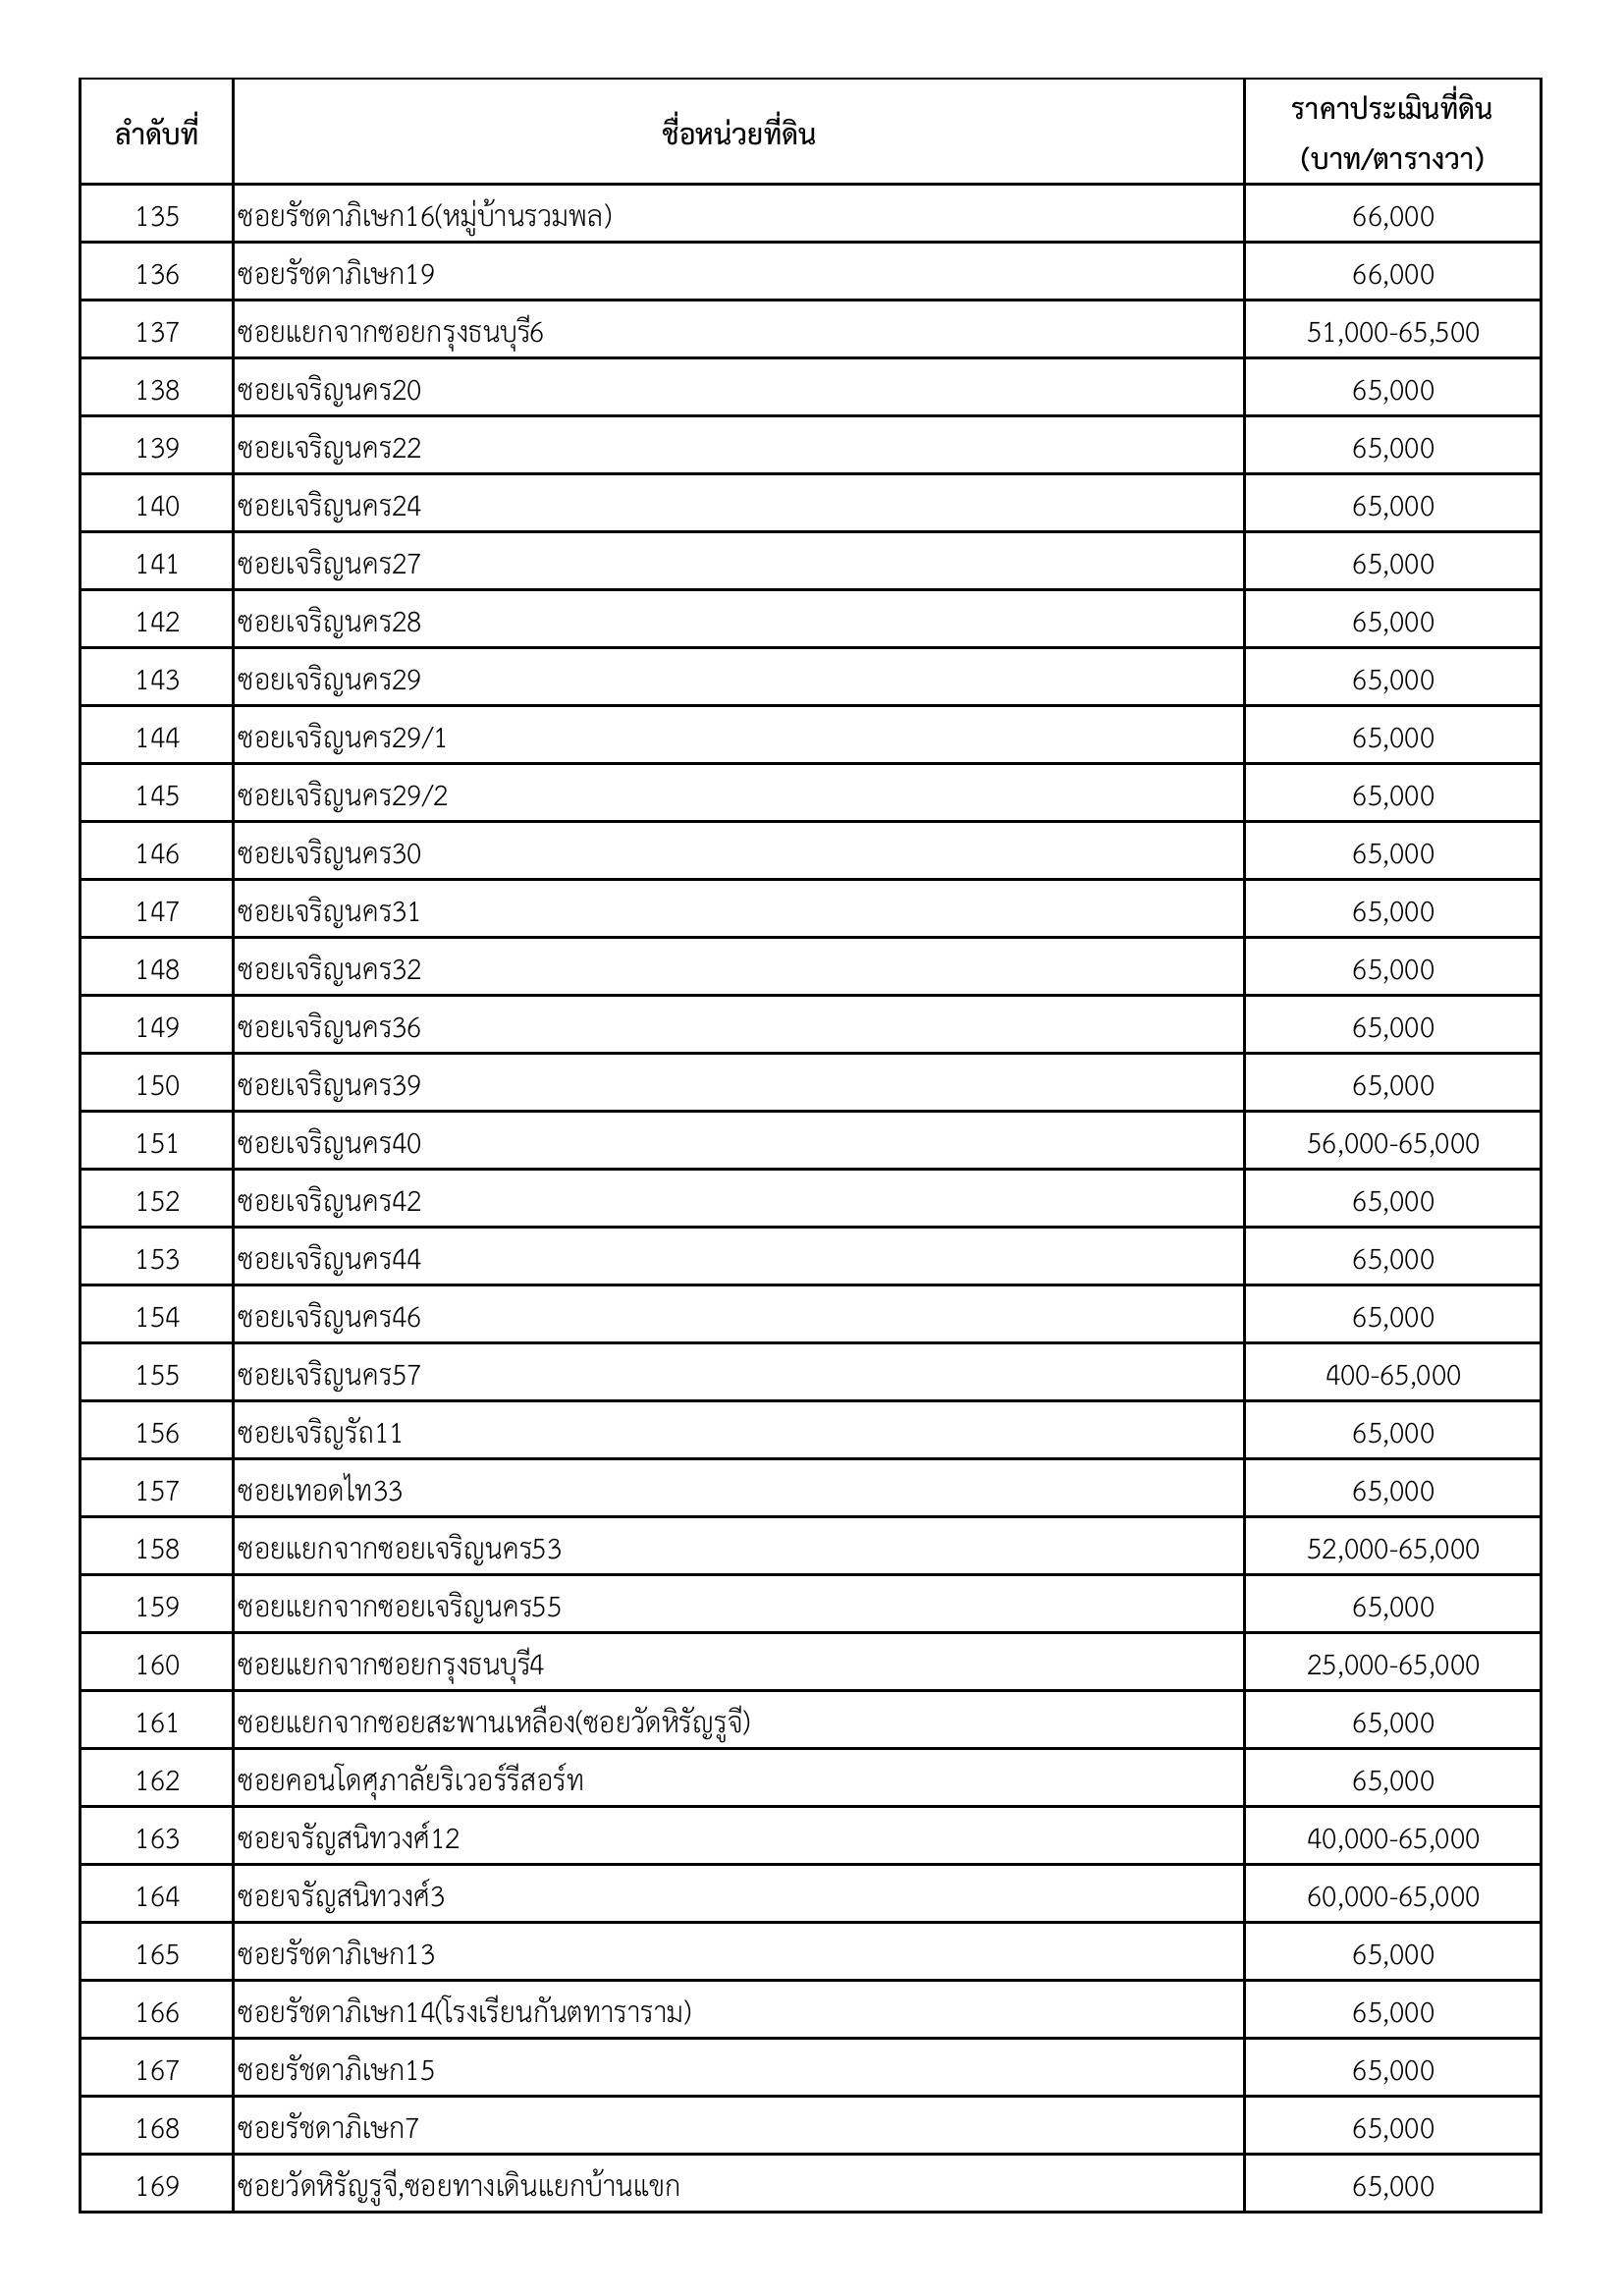 ลำดับที่ ชื่อหน่วยที่ดิน ราคาประเมินที่ดิน
(บาท/ตารางวา)
135 ซอยรัชดาภิเษก16(หมู่บ้านรวมพล) 66,000
136 ซอยรัชดาภิเษก19 66,000
137 ซอยแยกจากซอยกรุงธนบุรี6 51,000-65,500
138 ซอยเจริญนคร20 65,000
139 ซอยเจริญนคร22 65,000
140 ซอยเจริญนคร24 65,000
141 ซอยเจริญนคร27 65,000
142 ซอยเจริญนคร28 65,000
143 ซอยเจริญนคร29 65,000
144 ซอยเจริญนคร29/1 65,000
145 ซอยเจริญนคร29/2 65,000
146 ซอยเจริญนคร30 65,000
147 ซอยเจริญนคร31 65,000
148 ซอยเจริญนคร32 65,000
149 ซอยเจริญนคร36 65,000
150 ซอยเจริญนคร39 65,000
151 ซอยเจริญนคร40 56,000-65,000
152 ซอยเจริญนคร42 65,000
153 ซอยเจริญนคร44 65,000
154 ซอยเจริญนคร46 65,000
155 ซอยเจริญนคร57 400-65,000
156 ซอยเจริญรัถ11 65,000
157 ซอยเทอดไท33 65,000
158 ซอยแยกจากซอยเจริญนคร53 52,000-65,000
159 ซอยแยกจากซอยเจริญนคร55 65,000
160 ซอยแยกจากซอยกรุงธนบุรี4 25,000-65,000
161 ซอยแยกจากซอยสะพานเหลือง(ซอยวัดหิรัญรูจี) 65,000
162 ซอยคอนโดศุภาลัยริเวอร์รีสอร์ท 65,000
163 ซอยจรัญสนิทวงศ์12 40,000-65,000
164 ซอยจรัญสนิทวงศ์3 60,000-65,000
165 ซอยรัชดาภิเษก13 65,000
166 ซอยรัชดาภิเษก14(โรงเรียนกันตทาราราม) 65,000
167 ซอยรัชดาภิเษก15 65,000
168 ซอยรัชดาภิเษก7 65,000
169 ซอยวัดหิรัญรูจี,ซอยทางเดินแยกบ้านแขก 65,000